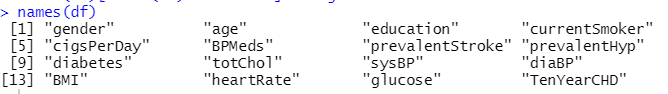 > names(df)
[1] "gender" "age" "education" "currentSmoker"
[5] "cigsPerDay" "BPMeds" "prevalentStroke" "prevalentHyp"
[9] "diabetes" "totChol" "sysBP" "diaBP"
[13] "BMI" "heartRate" "glucose" "TenYearCHD"